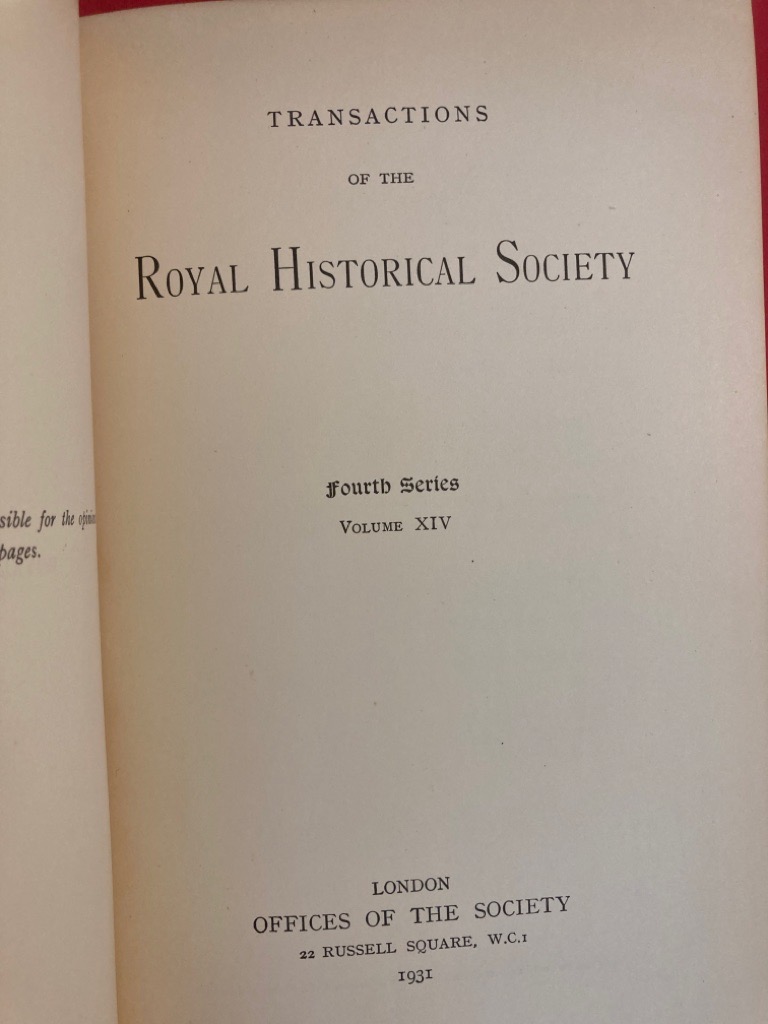 TRANSACTIONS
OF THE
ROYAL HISTORICAL SOCIETY
Fourth Series
VOLUME XIV
LONDON
OFFICES OF THE SOCIETY
22 RUSSELL SQUARE, W.C.1
1931
sible for the
pages.